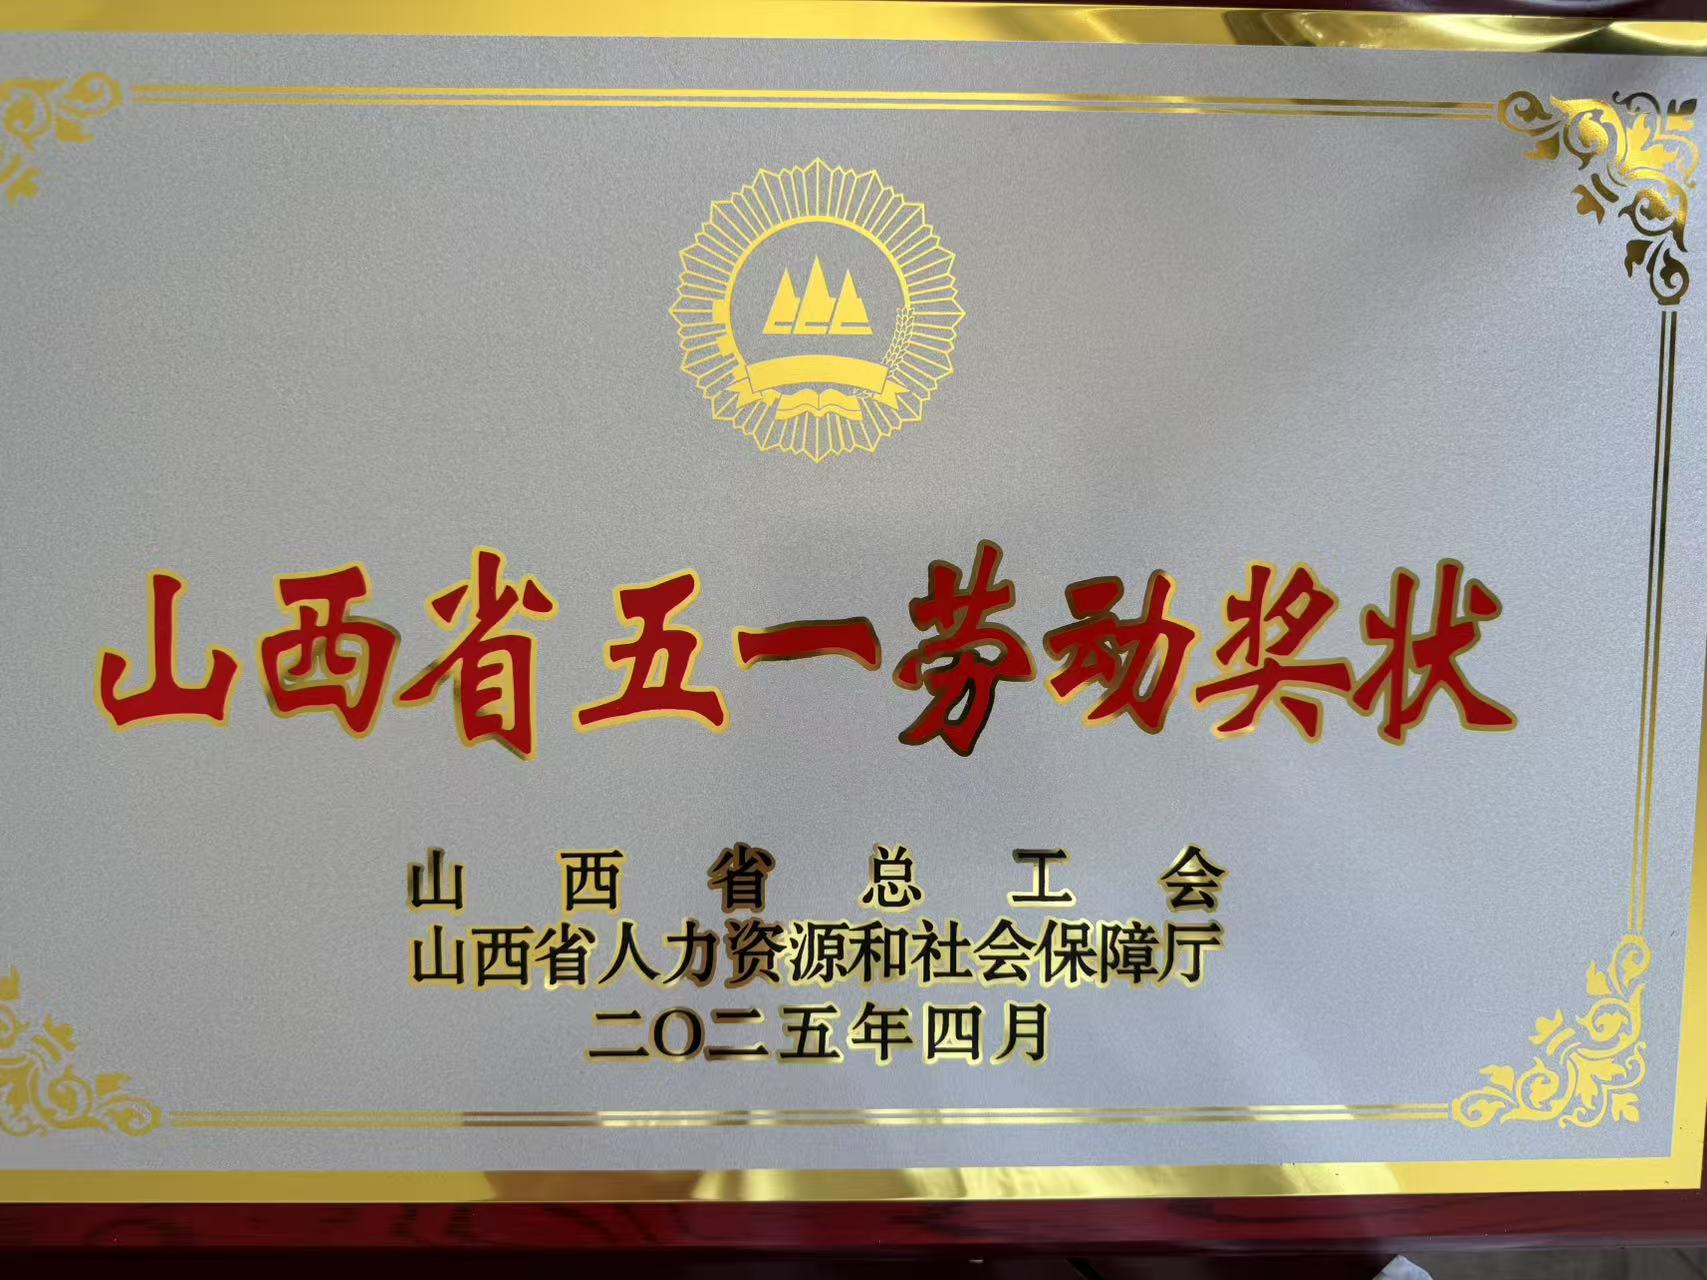 山西省五一劳动奖状
山西省总工会
山西省人力资源和社会保障厅
二〇二五年四月